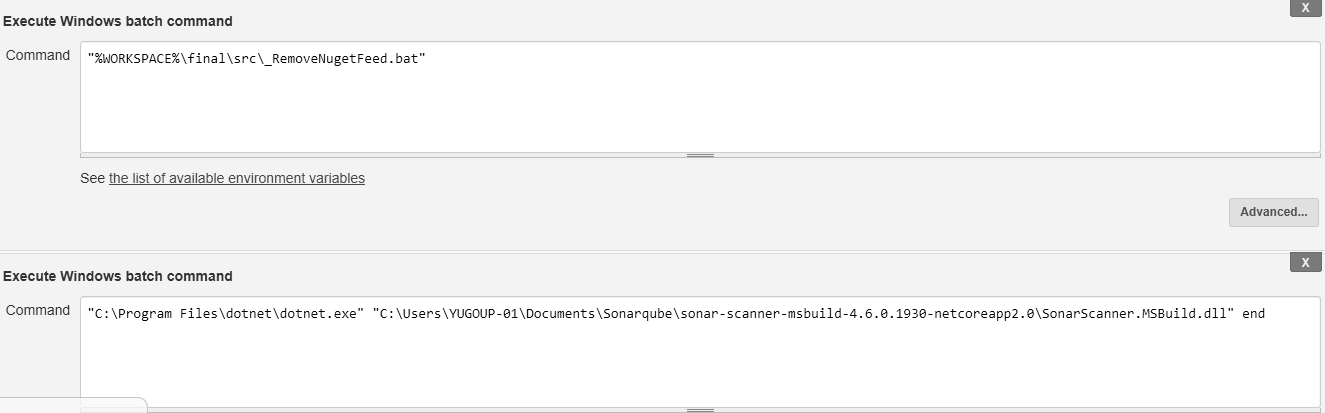 X
Execute Windows batch command
Command "%WORKSPACE%\final\src\_RemoveNugetFeed.bat"
See the list of available environment variables
Advanced...
X
Execute Windows batch command
Command "C:\Program Files\dotnet\dotnet.exe" "C:\Users\YUGOUP-01\Documents\Sonarqube\sonar-scanner-msbuild-4.6.0.1930-netcoreapp2.0\SonarScanner.MSBuild.dll" end